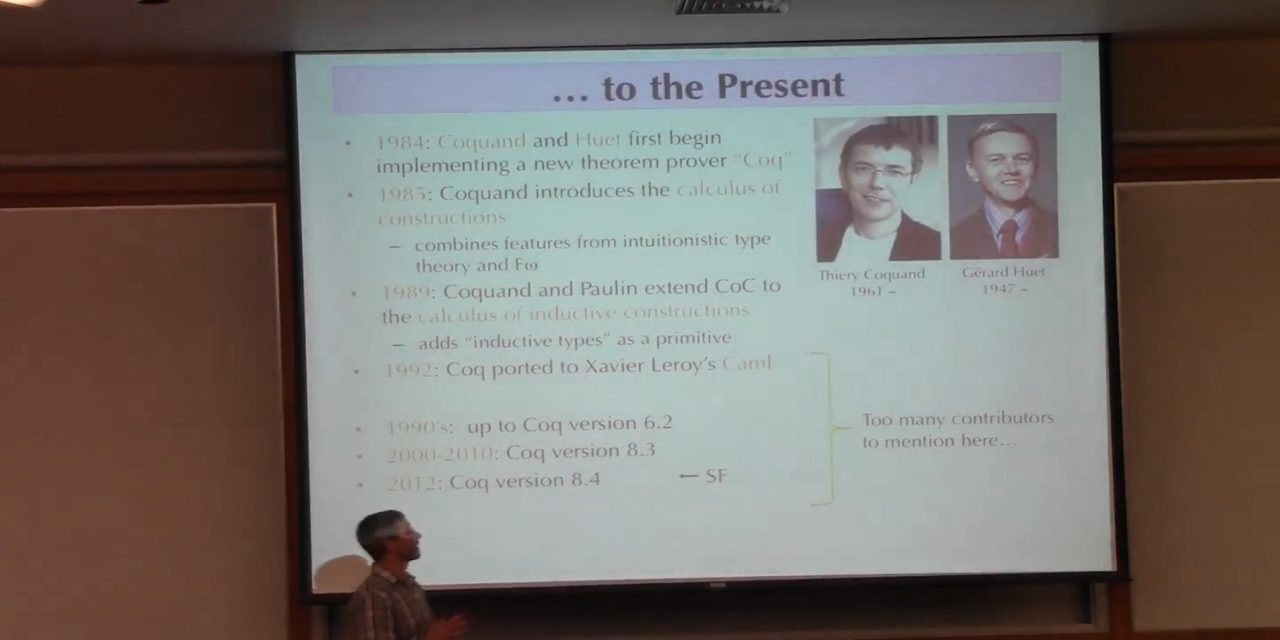 ... to the Present
• 1984: Coquand and Huet first begin
implementing a new theorem prover "Coq"
• 1985: Coquand introduces the calculus of
constructions
– combines features from intuitionistic type
theory and Fω
• 1989: Coquand and Paulin extend CoC to
the calculus of inductive constructions
– adds "inductive types" as a primitive
• 1992: Coq ported to Xavier Leroy's Caml
• 1990's: up to Coq version 6.2
• 2000-2010: Coq version 8.3
• 2012: Coq version 8.4 ← SF
Thiery Coquand
1961 –
Gérard Huet
1947 –
Too many contributors
to mention here...